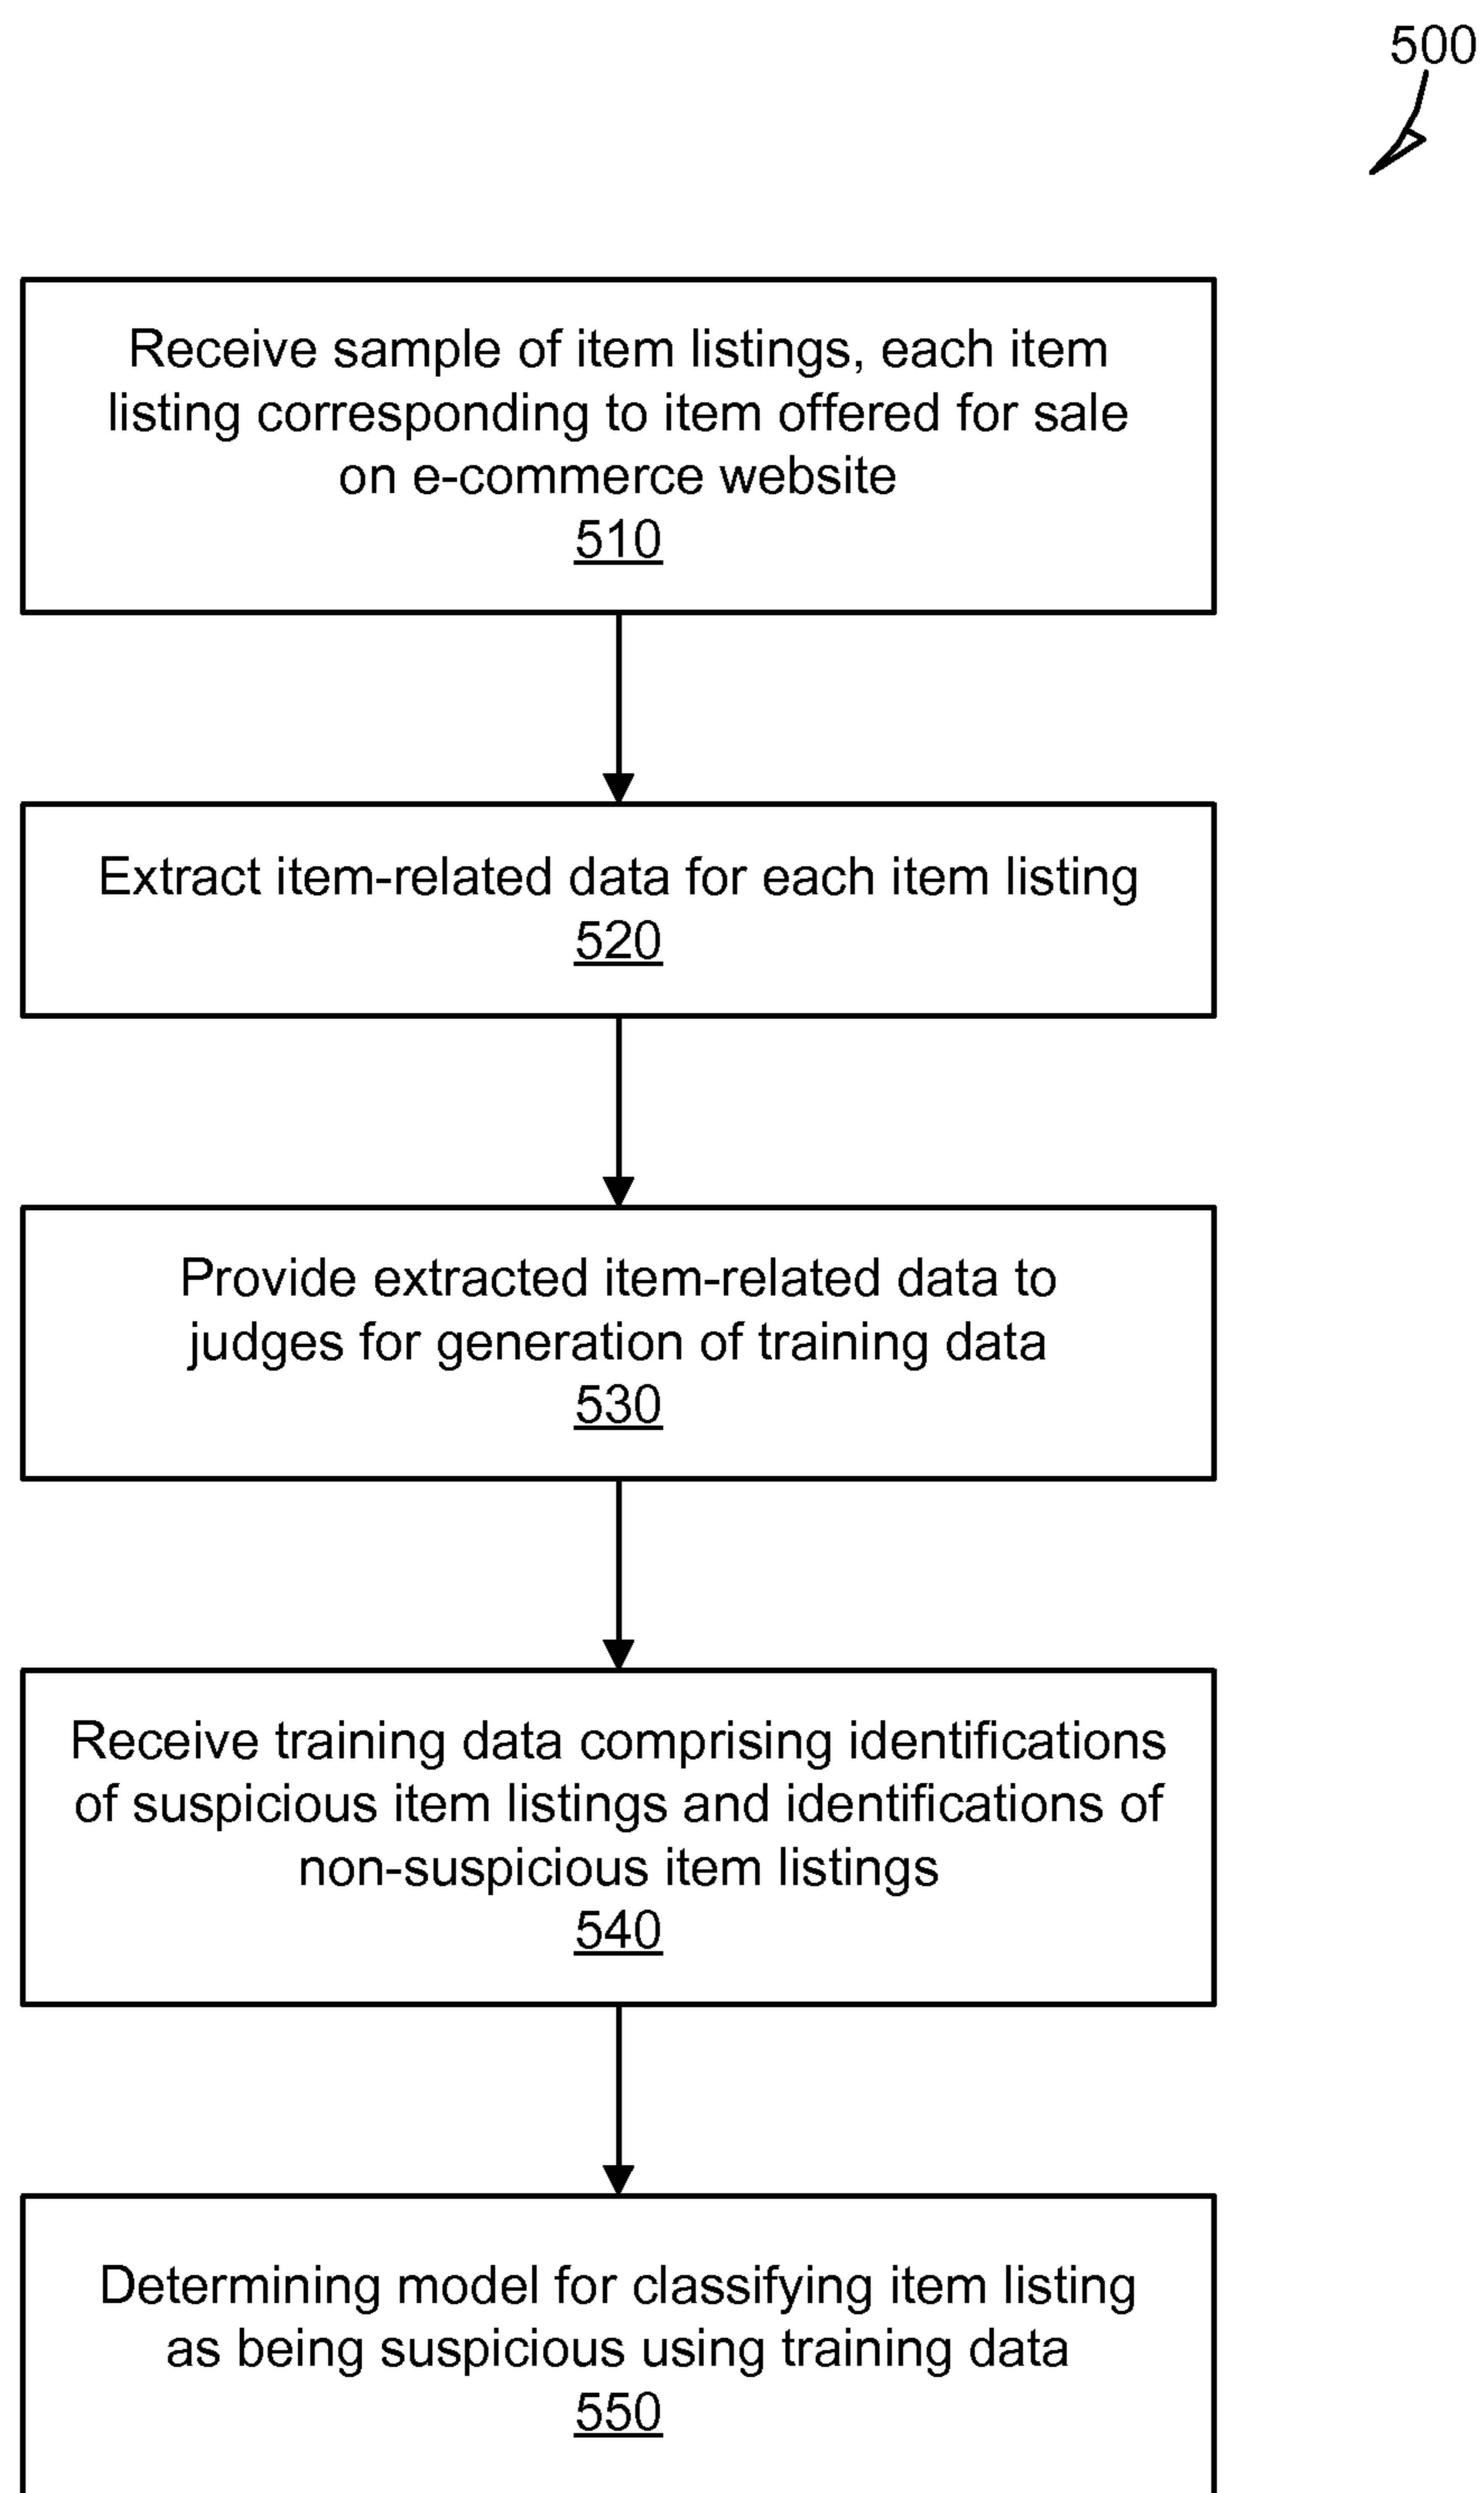 500
Receive sample of item listings, each item
listing corresponding to item offered for sale
on e-commerce website
510
Extract item-related data for each item listing
520
Provide extracted item-related data to
judges for generation of training data
530
Receive training data comprising identifications
of suspicious item listings and identifications of
non-suspicious item listings
540
Determining model for classifying item listing
as being suspicious using training data
550